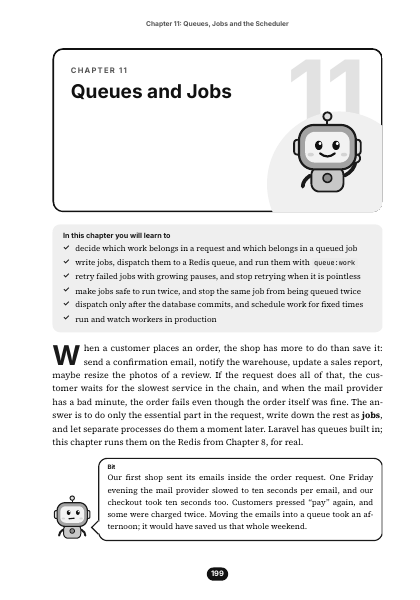 Chapter 11: Queues, Jobs and the Scheduler
CHAPTER 11
11
Queues and Jobs
In this chapter you will learn to
✓ decide which work belongs in a request and which belongs in a queued job
✓ write jobs, dispatch them to a Redis queue, and run them with queue:work
✓ retry failed jobs with growing pauses, and stop retrying when it is pointless
✓ make jobs safe to run twice, and stop the same job from being queued twice
✓ dispatch only after the database commits, and schedule work for fixed times
✓ run and watch workers in production
When a customer places an order, the shop has more to do than save it:
send a confirmation email, notify the warehouse, update a sales report,
maybe resize the photos of a review. If the request does all of that, the cus-
tomer waits for the slowest service in the chain, and when the mail provider
has a bad minute, the order fails even though the order itself was fine. The an-
swer is to do only the essential part in the request, write down the rest as jobs,
and let separate processes do them a moment later. Laravel has queues built in;
this chapter runs them on the Redis from Chapter 8, for real.
Bit
Our first shop sent its emails inside the order request. One Friday
evening the mail provider slowed to ten seconds per email, and our
checkout took ten seconds too. Customers pressed “pay” again, and
some were charged twice. Moving the emails into a queue took an af-
ternoon; it would have saved us that whole weekend.
199